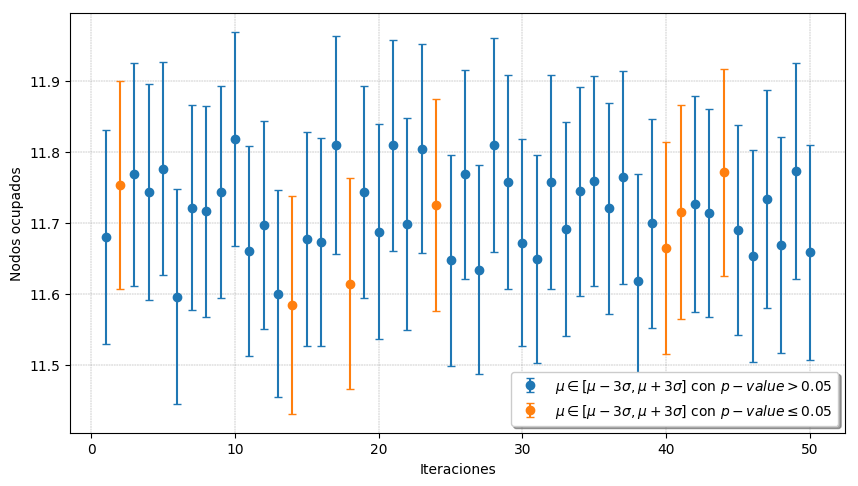 Nodos ocupados
11.9
11.8
11.7
11.6
11.5
0 10 20 30 40 50
Iteraciones
μ ∈ [μ − 3σ, μ + 3σ] con p − value > 0.05
μ ∈ [μ − 3σ, μ + 3σ] con p − value ≤ 0.05